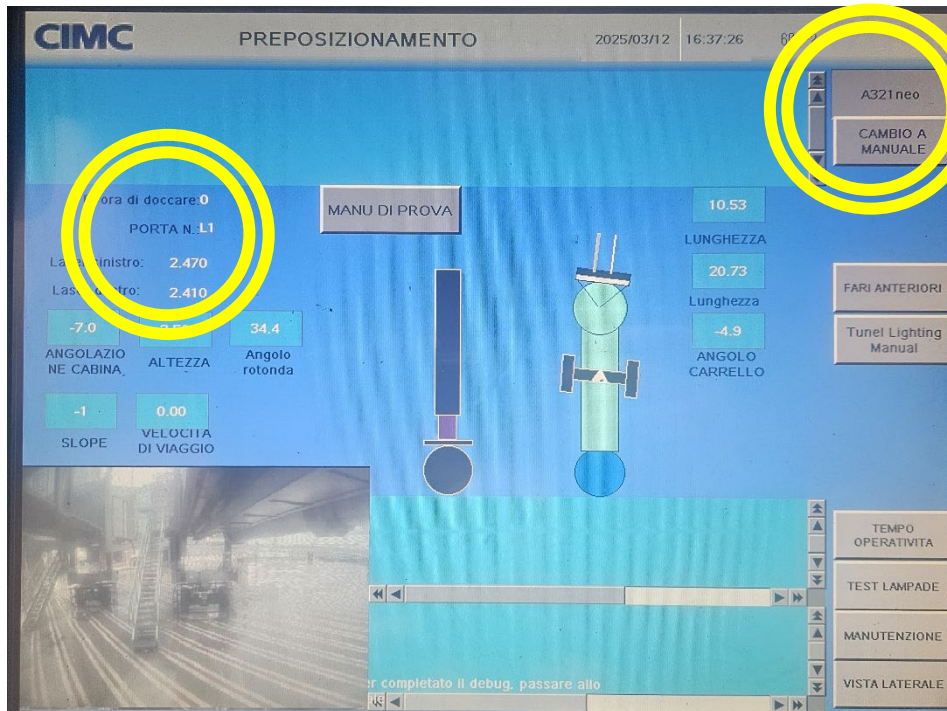 CIMC
PREPOSIZIONAMENTO
2025/03/12 16:37:26
A321neo
CAMBIO A
MANUALE
ora di doccare:0
PORTA N.:L1
sinistro: 2.470
2.410
MANU DI PROVA
10.53
LUNGHEZZA
20.73
Lunghezza
-4.9
ANGOLO
CARRELLO
FARI ANTERIORI
Tunel Lighting
Manual
-7.0
ANGOLAZIO
NE CABINA
ALTEZZA
34.4
Angolo
rotonda
-1
SLOPE
0.00
VELOCITA
DI VIAGGIO
TEMPO
OPERATIVITA
TEST LAMPADE
MANUTENZIONE
VISTA LATERALE
completato il debug, passare allo